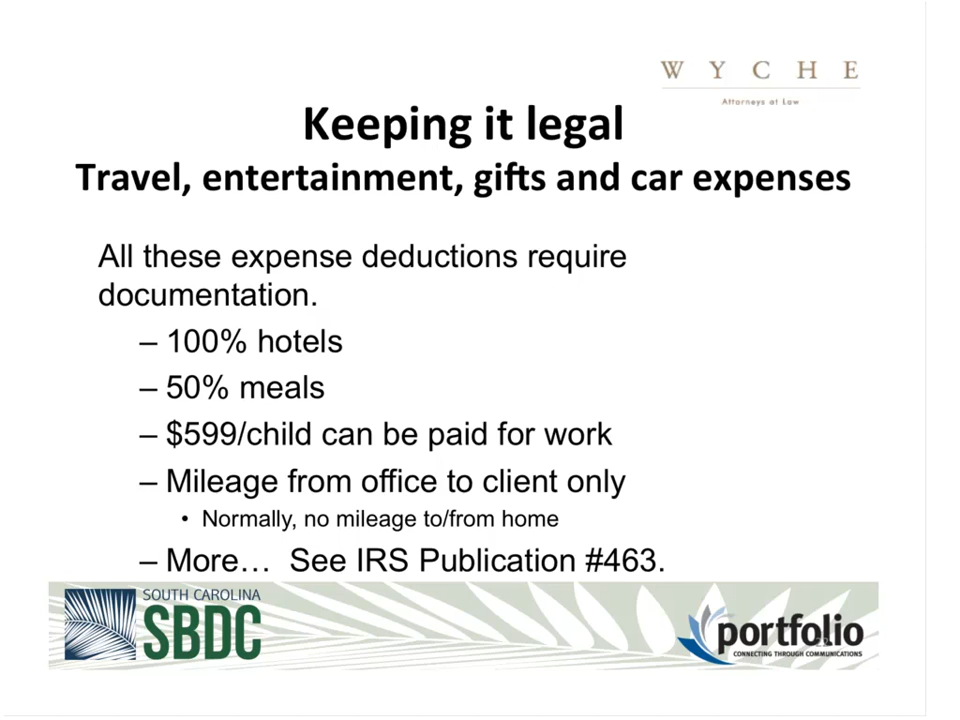 W Y C H E
Attorneys at Law
Keeping it legal
Travel, entertainment, gifts and car expenses
All these expense deductions require
documentation.
– 100% hotels
– 50% meals
– $599/child can be paid for work
– Mileage from office to client only
• Normally, no mileage to/from home
– More… See IRS Publication #463.
SOUTH CAROLINA
SBDC
portfolio
CONNECTING THROUGH COMMUNICATIONS